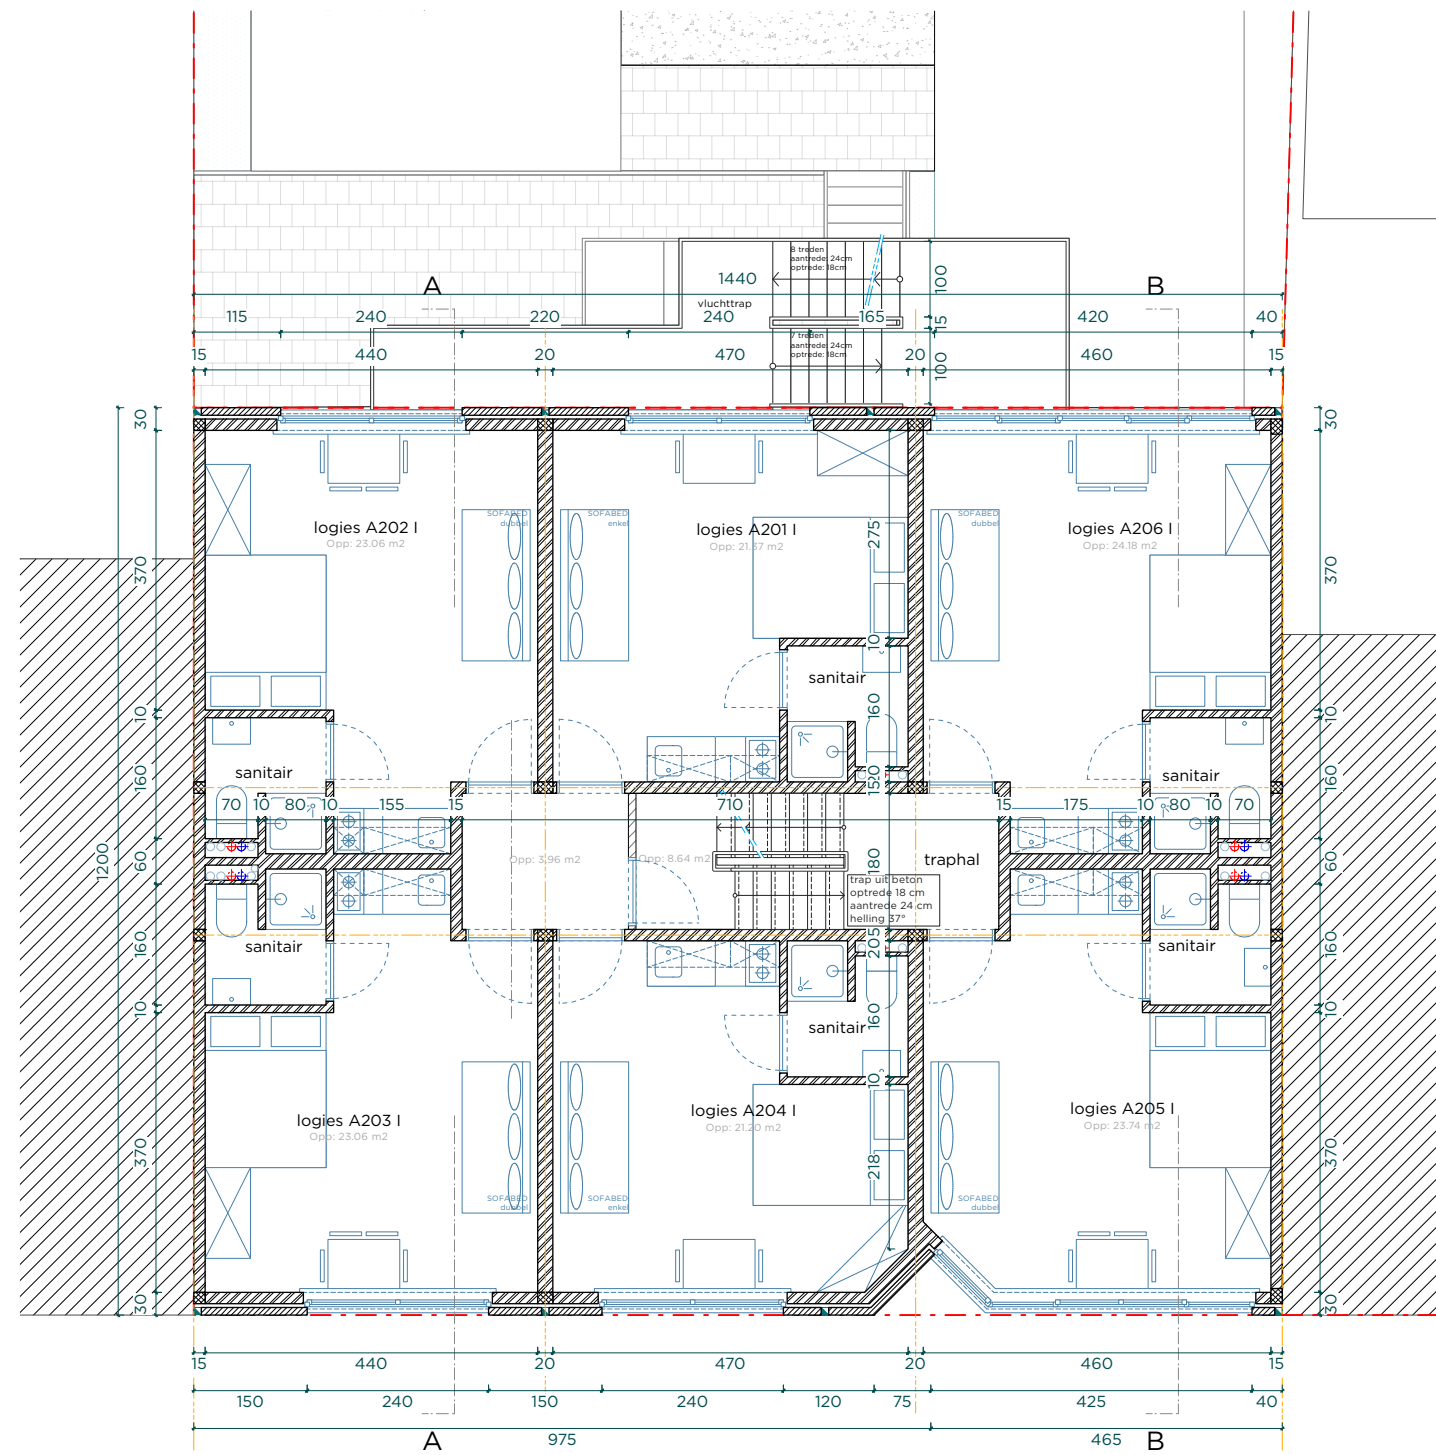 8 treden
aantrede: 24cm
optrede: 18cm
A
1440
B
vluchttrap
100
115
240
220
240
165
420
40
15
7 treden
aantrede: 24cm
optrede: 18cm
15
440
20
470
20
460
15
100
30
30
SOFABED
dubbel
SOFABED
enkel
SOFABED
dubbel
logies A202 I
Opp: 23.06 m2
logies A201 I
Opp: 21.37 m2
logies A206 I
Opp: 24.18 m2
275
370
370
10
sanitair
160
10
10
sanitair
sanitair
160
15
20
160
70
10
80
10
155
15
710
15
175
10
80
10
70
Opp: 3.96 m2
Opp: 8.64 m2
180
traphal
1200
60
60
trap uit beton
optrede 18 cm
aantrede 24 cm
helling 37°
sanitair
205
sanitair
160
160
160
sanitair
10
10
10
logies A203 I
Opp: 23.06 m2
logies A204 I
Opp: 21.20 m2
logies A205 I
Opp: 23.74 m2
370
218
370
SOFABED
dubbel
SOFABED
enkel
SOFABED
dubbel
30
30
15
440
20
470
20
460
15
150
240
150
240
120
75
425
40
A
975
465
B